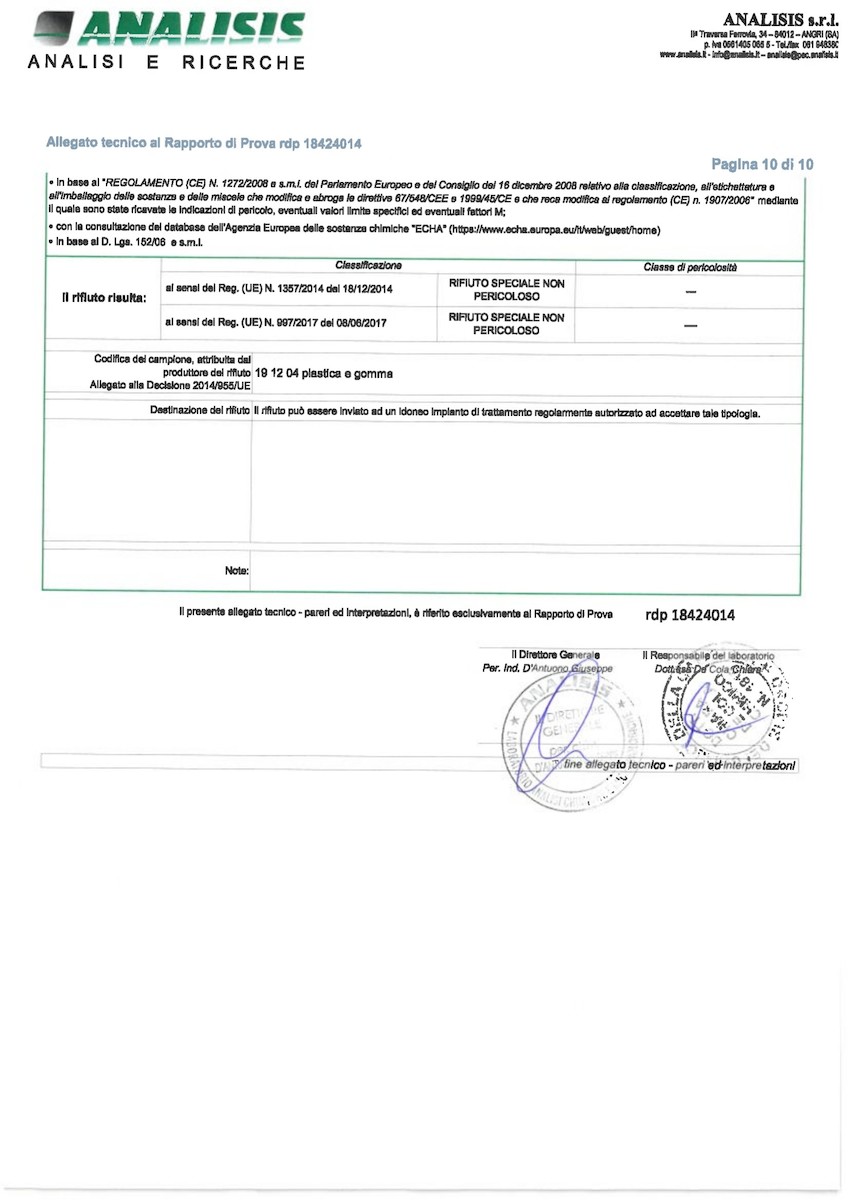 ANALISIS
ANALISI E RICERCHE
ANALISIS s.r.l.
IIª Traversa Ferrovia, 34 – 84012 – ANGRI (SA)
www.analisis.it - info@analisis.it – analisis@pec.analisis.it
Allegato tecnico al Rapporto di Prova rdp 18424014
Pagina 10 di 10
• In base al "REGOLAMENTO (CE) N. 1272/2008 e s.m.i. del Parlamento Europeo e del Consiglio del 16 dicembre 2008 relativo alla classificazione, all'etichettatura e
all'imballaggio delle sostanze e delle miscele che modifica e abroga le direttive 67/548/CEE e 1999/45/CE e che reca modifica al regolamento (CE) n. 1907/2006" mediante
il quale sono state ricavate le indicazioni di pericolo, eventuali valori limite specifici ed eventuali fattori M;
• con la consultazione del database dell'Agenzia Europea delle sostanze chimiche "ECHA" (https://www.echa.europa.eu/it/web/guest/home)
• In base al D. Lgs. 152/06 e s.m.i.
Classificazione
Classe di pericolosità
Il rifiuto risulta:
ai sensi del Reg. (UE) N. 1357/2014 del 18/12/2014
RIFIUTO SPECIALE NON
PERICOLOSO
—
ai sensi del Reg. (UE) N. 997/2017 del 08/06/2017
RIFIUTO SPECIALE NON
PERICOLOSO
—
Codifica del campione, attribuita dal
produttore del rifiuto
Allegato alla Decisione 2014/955/UE
19 12 04 plastica e gomma
Destinazione del rifiuto
Il rifiuto può essere inviato ad un idoneo impianto di trattamento regolarmente autorizzato ad accettare tale tipologia.
Note:
Il presente allegato tecnico - pareri ed interpretazioni, è riferito esclusivamente al Rapporto di Prova rdp 18424014
Il Direttore Generale
Per. Ind. D'Antuono Giuseppe
Il Responsabile del laboratorio
Dott.ssa De Cola Chiara
ANALISIS
IL DIRETTORE
GENERALE
LABORATORIO ANALISI
fine allegato tecnico - pareri ed interpretazioni